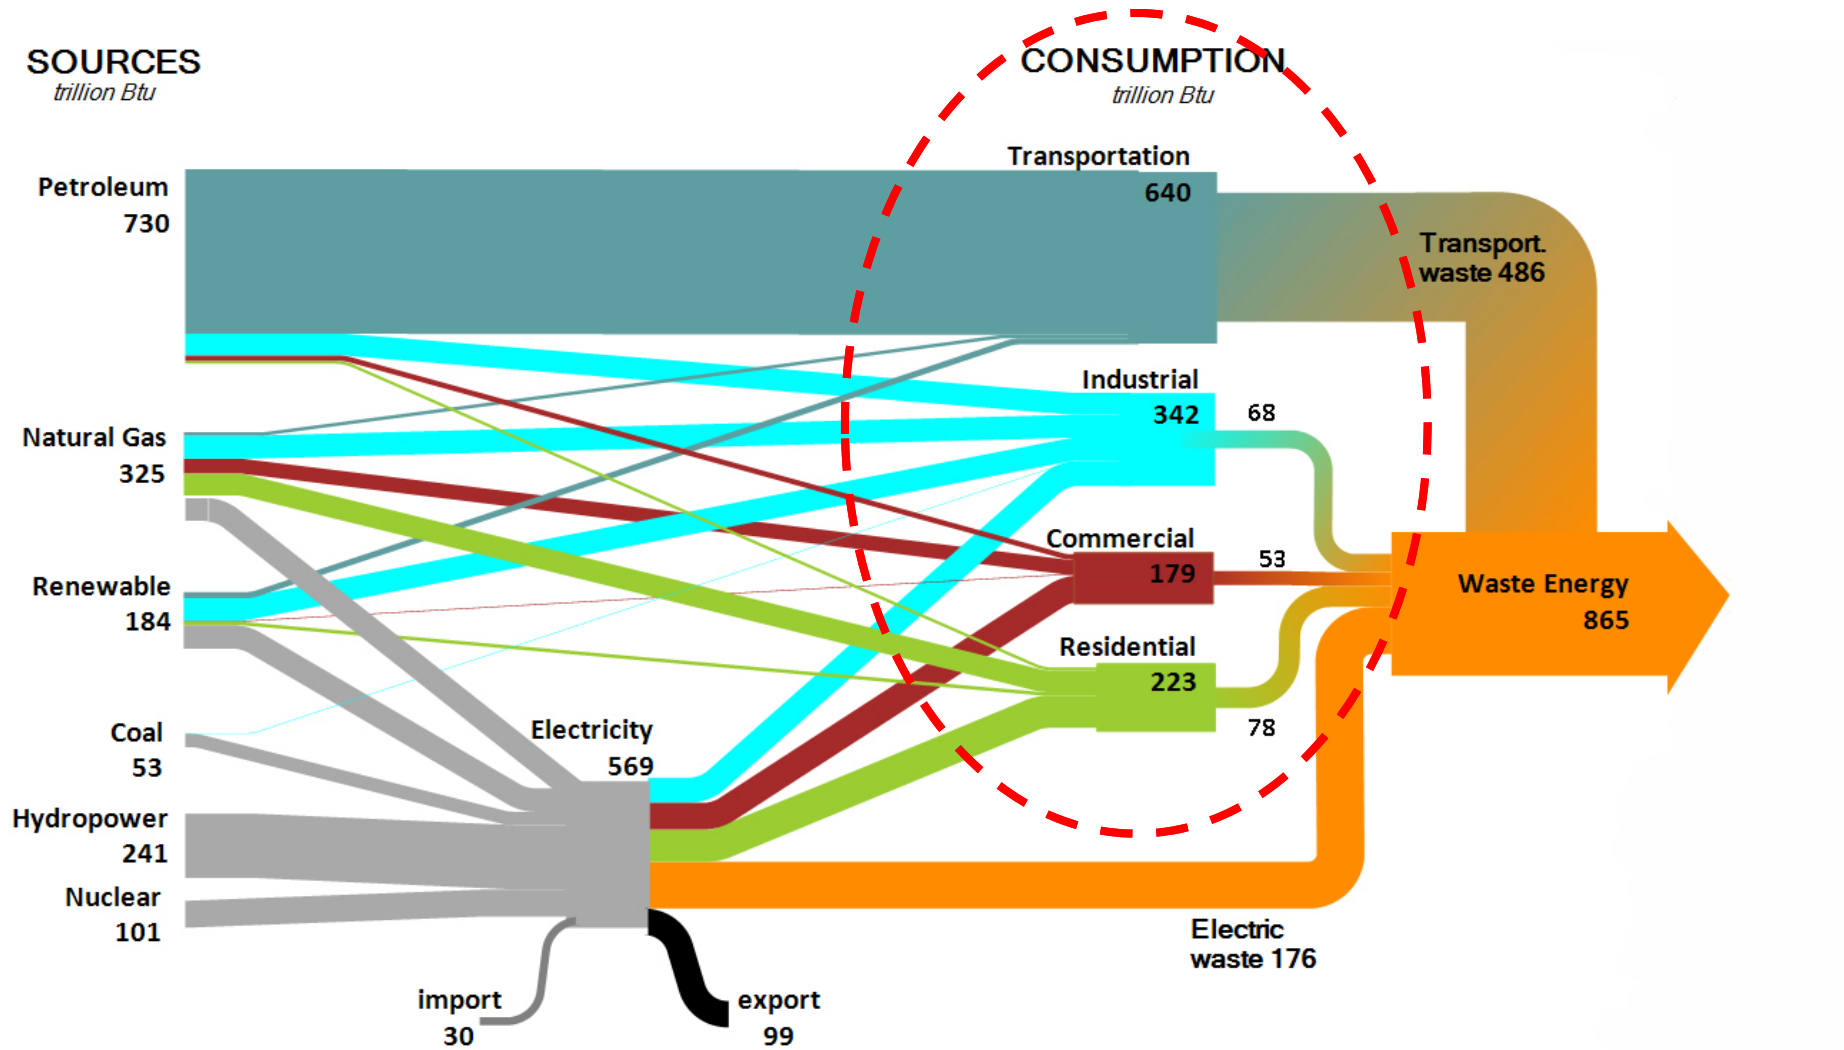 SOURCES
trillion Btu
CONSUMPTION
trillion Btu
Petroleum
730
Natural Gas
325
Renewable
184
Coal
53
Hydropower
241
Nuclear
101
Electricity
569
import
30
export
99
Transportation
640
Industrial
342
68
Commercial
179
53
Residential
223
78
Transport.
waste 486
Waste Energy
865
Electric
waste 176